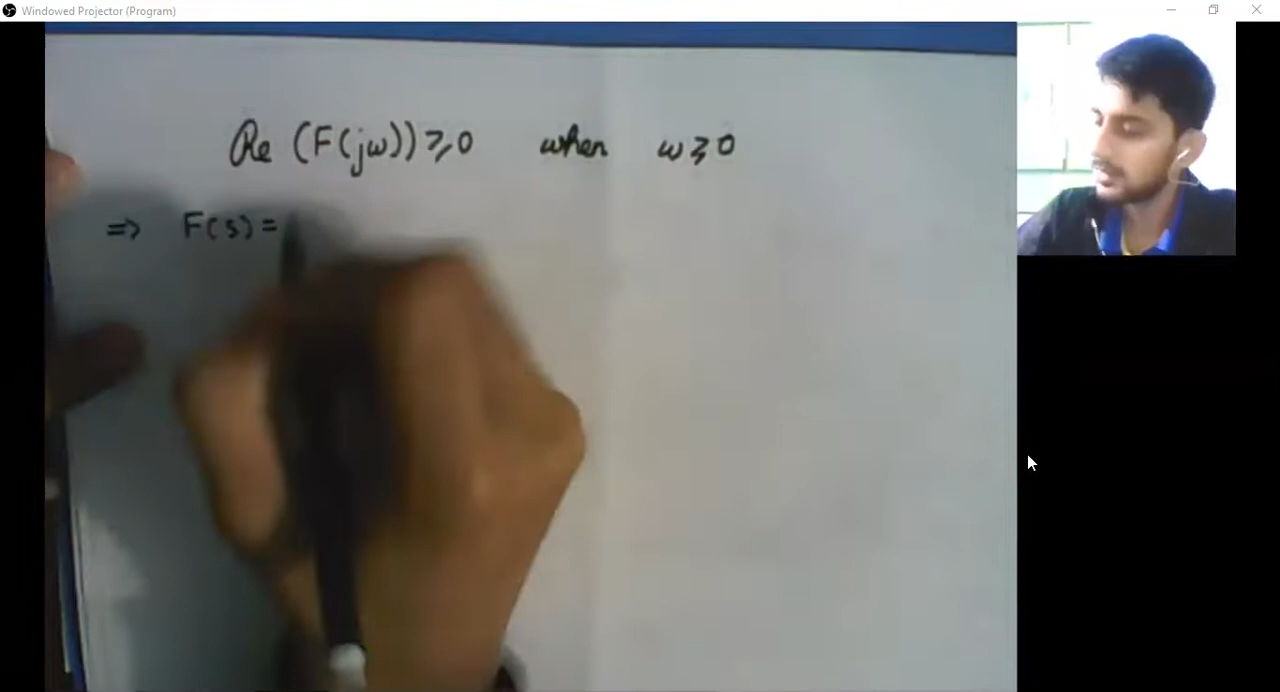 Windowed Projector (Program)
Re (F(jω)) ⩾ 0 when ω ⩾ 0
⇒ F(s) =